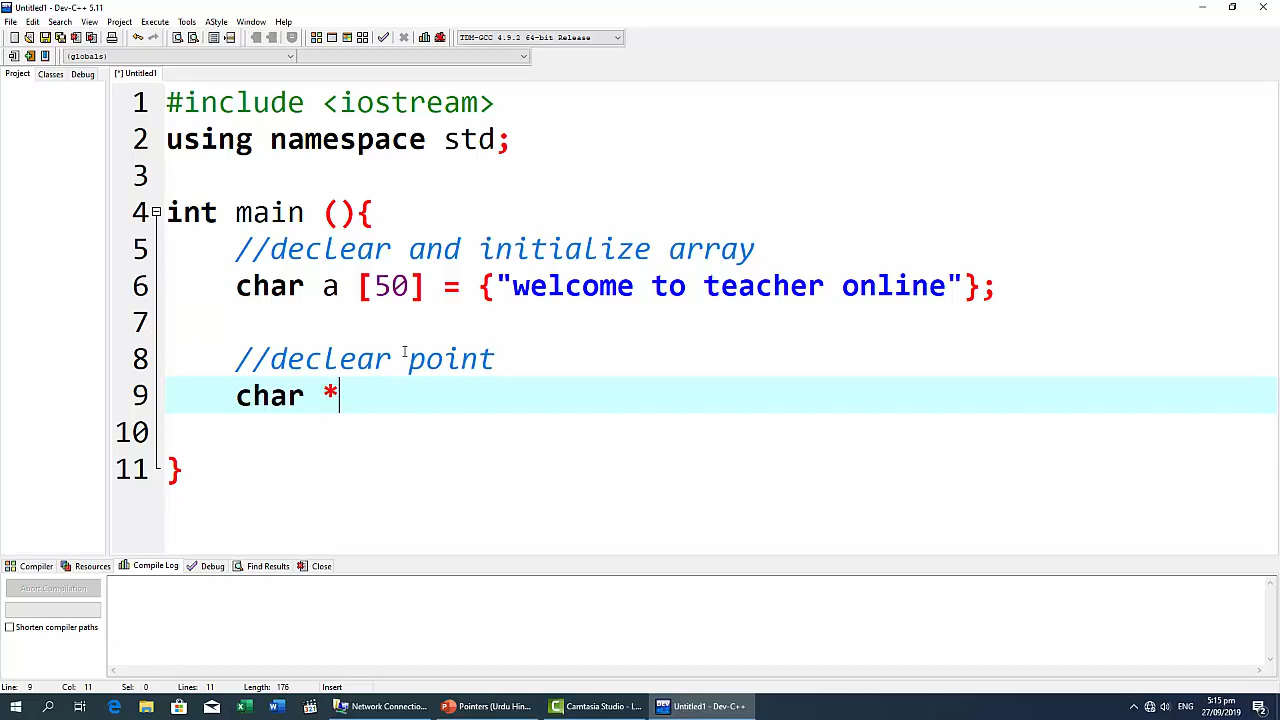 Untitled1 - Dev-C++ 5.11
File Edit Search View Project Execute Tools AStyle Window Help
TDM-GCC 4.9.2 64-bit Release
(globals)
Project Classes Debug [*] Untitled1
1 #include <iostream>
2 using namespace std;
3
4 int main (){
5 //declear and initialize array
6 char a [50] = {"welcome to teacher online"};
7
8 //declear point
9 char *
10
11 }
Compiler Resources Compile Log Debug Find Results Close
Abort Compilation
Shorten compiler paths
Line: 9 Col: 11 Sel: 0 Lines: 11 Length: 176 Insert
Network Connectio... Pointers (Urdu Hin... Camtasia Studio - L... Untitled1 - Dev-C++ ENG 5:15 pm
27/09/2019